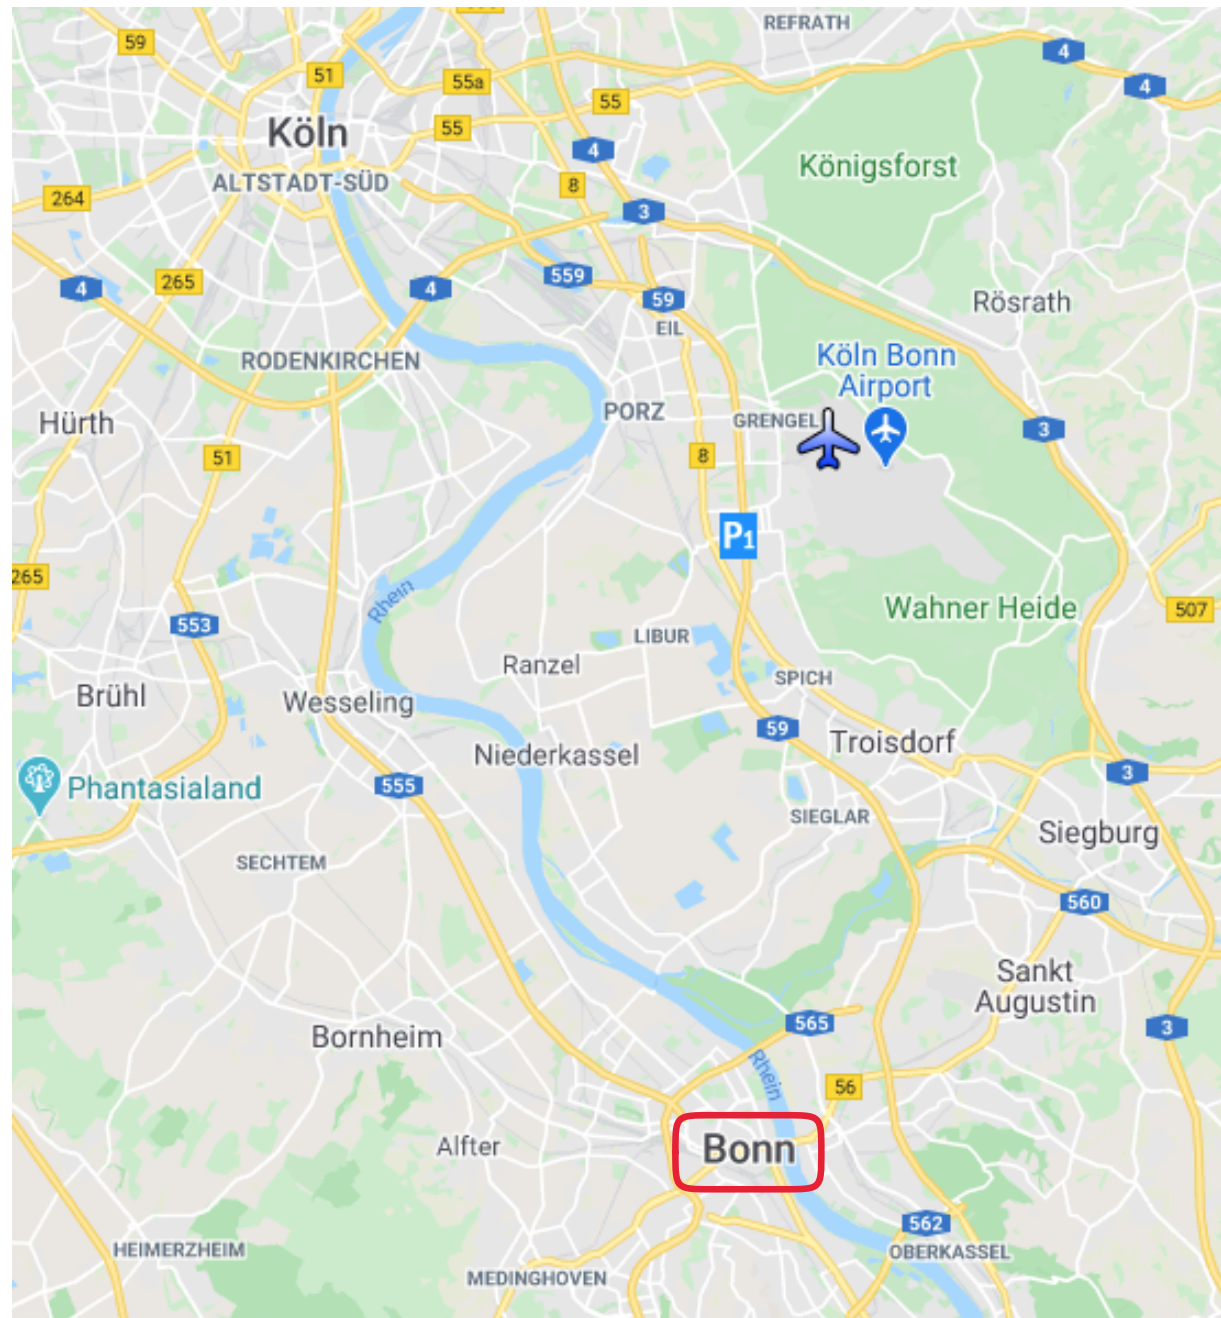 REFRATH
59
4
51
55a
4
55
Köln
55
4
Königsforst
ALTSTADT-SÜD
8
264
3
559
265
4
4
59
Rösrath
EIL
Köln Bonn
Airport
RODENKIRCHEN
PORZ
GRENGEL
Hürth
3
51
8
P1
265
Rhein
Wahner Heide
507
553
LIBUR
Ranzel
SPICH
Brühl
Wesseling
59
Troisdorf
Niederkassel
3
Phantasialand
555
SIEGLAR
Siegburg
SECHTEM
560
Sankt
Augustin
565
3
Bornheim
Rhein
56
Alfter
Bonn
562
HEIMERZHEIM
OBERKASSEL
MEDINGHOVEN